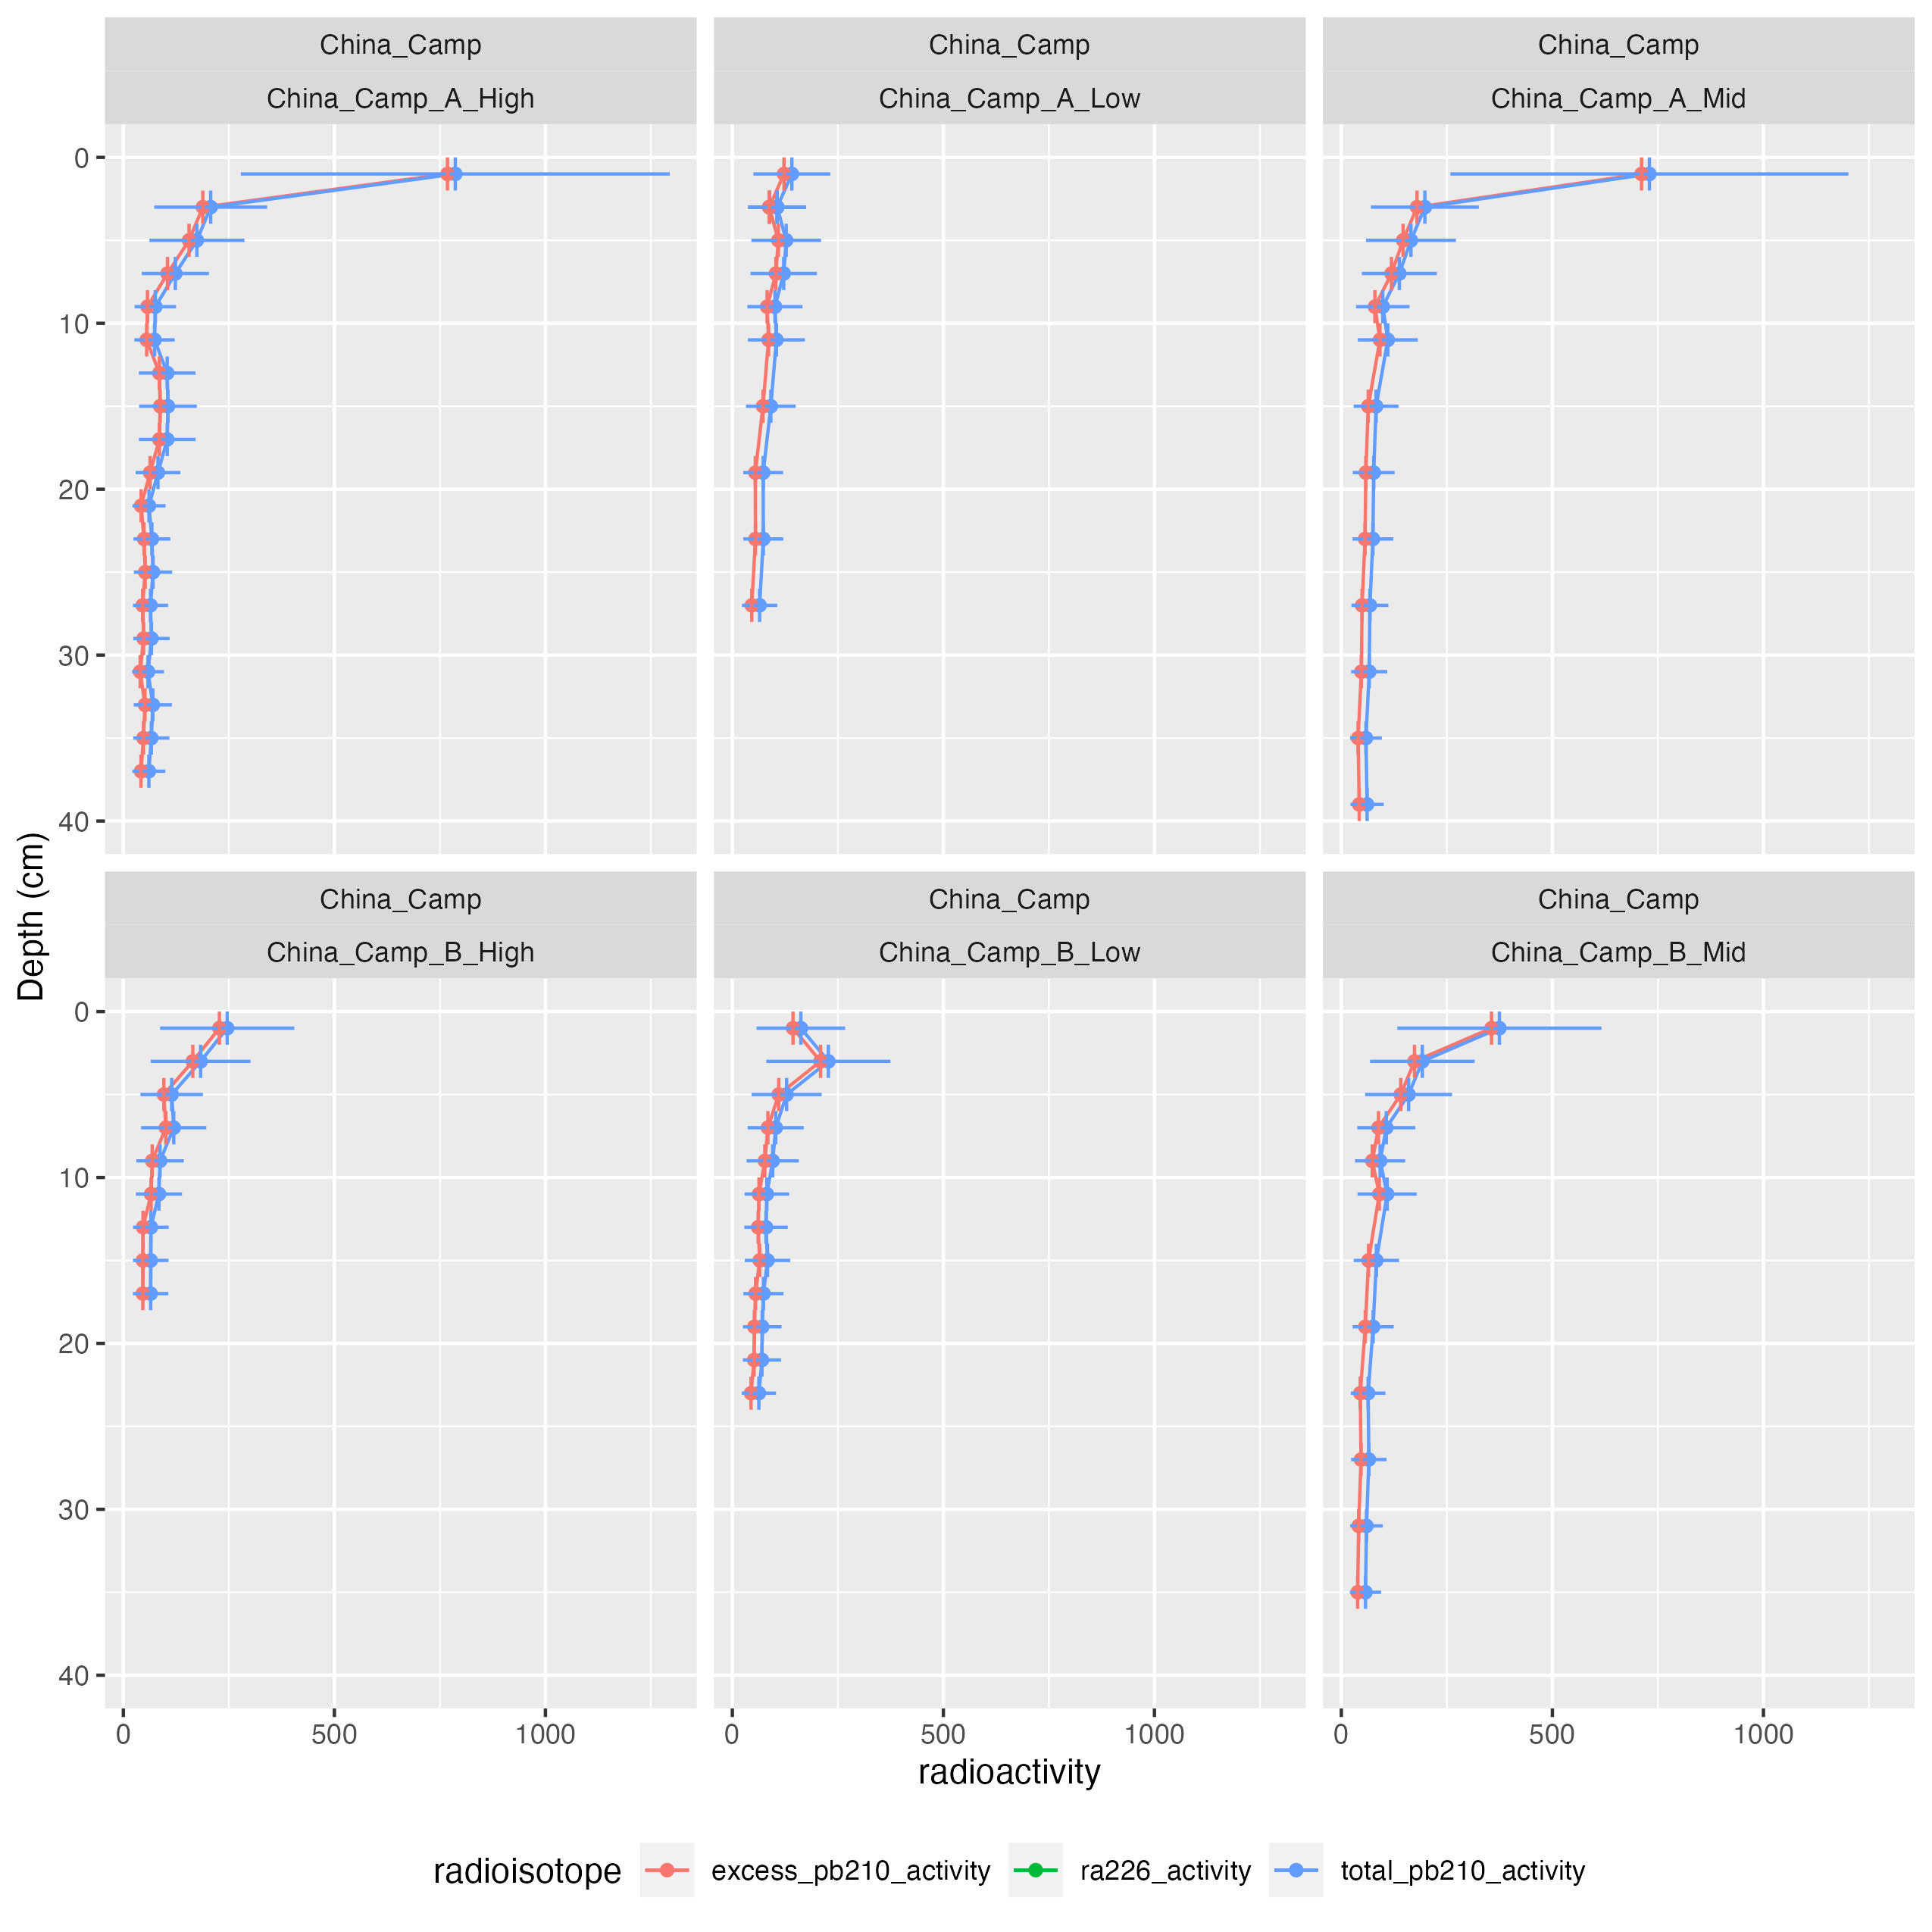 China_Camp China_Camp China_Camp
China_Camp_A_High China_Camp_A_Low China_Camp_A_Mid
0
10
20
30
40
Depth (cm)
China_Camp China_Camp China_Camp
China_Camp_B_High China_Camp_B_Low China_Camp_B_Mid
0
10
20
30
40
0 500 1000 0 500 1000 0 500 1000
radioactivity
radioisotope excess_pb210_activity ra226_activity total_pb210_activity